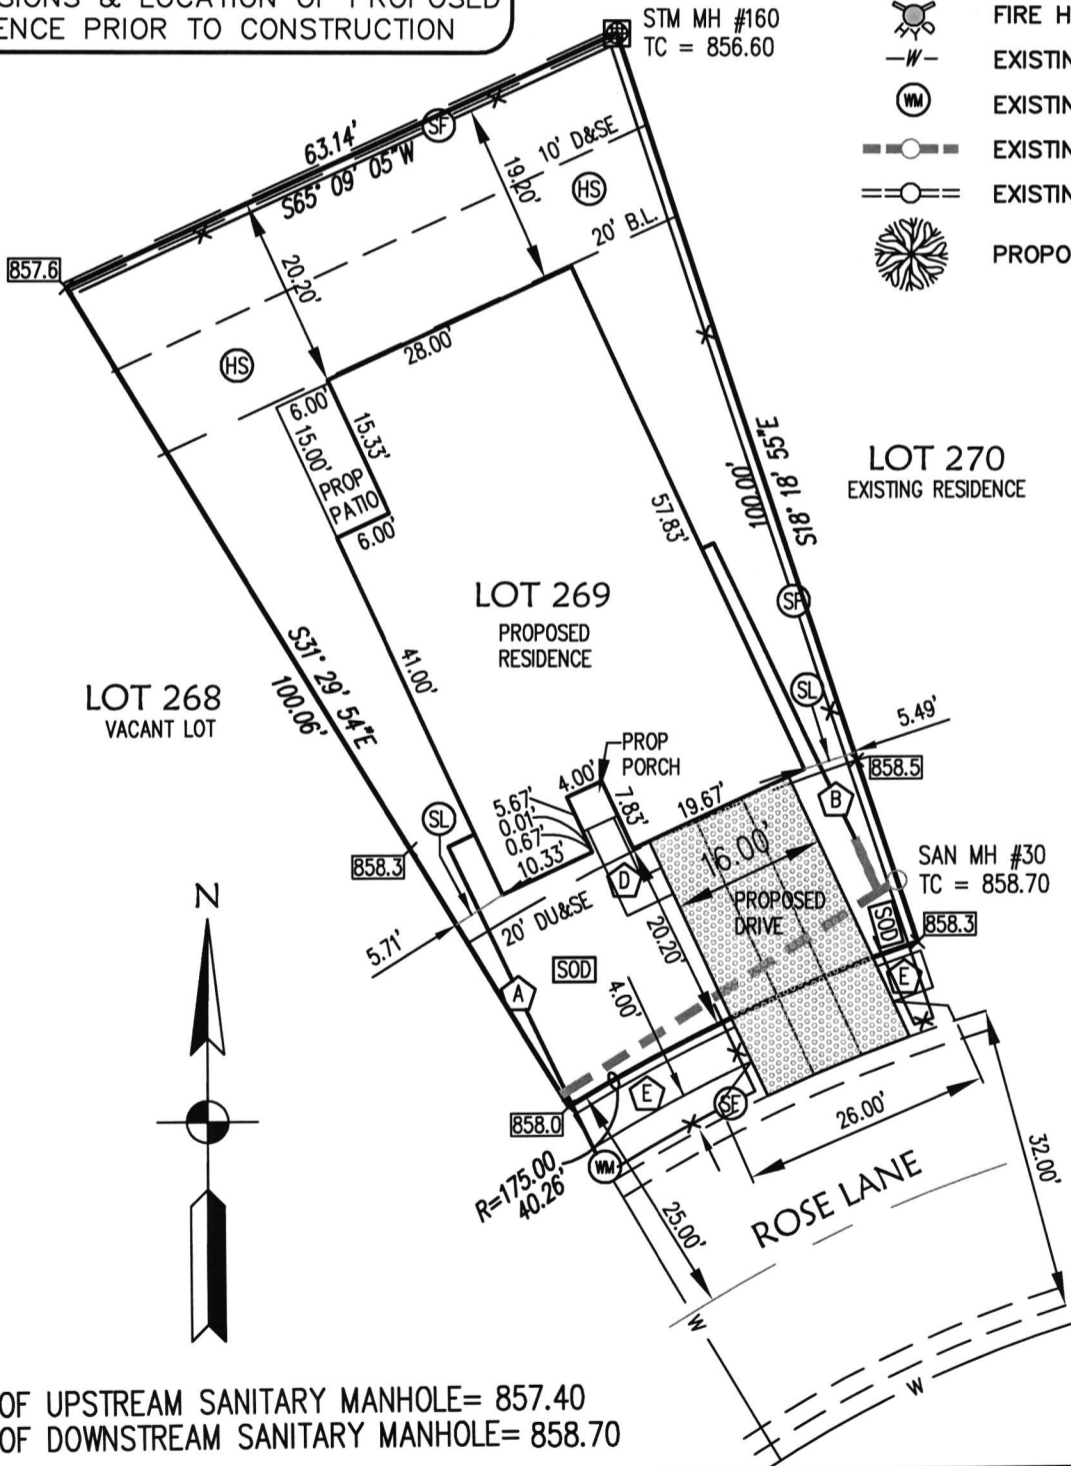 ENCE PRIOR TO CONSTRUCTION
STM MH #160
TC = 856.60
FIRE H
-W-
WM
63.14'
S65° 09' 05"W
SF
10' D&SE
19.20'
HS
20' B.L.
857.6
20.20'
HS
28.00'
6.00'
15.33'
15.00'
PROP
PATIO
6.00'
57.83'
S18° 18' 55"E
100.00'
LOT 270
EXISTING RESIDENCE
LOT 269
PROPOSED
RESIDENCE
SF
S31° 29' 54"E
100.06'
41.00'
LOT 268
VACANT LOT
SL
5.49'
PROP
PORCH
858.5
4.00'
5.67'
0.01'
0.67'
10.33'
7.83'
19.67'
B
SL
858.3
16.00'
SAN MH #30
TC = 858.70
D
PROPOSED
DRIVE
20' DU&SE
5.71'
20.20'
SOD
858.3
SOD
A
4.00'
E
E
SE
858.0
26.00'
WM
R=175.00
40.26'
25.00'
32.00'
ROSE LANE
N
W
W
OF UPSTREAM SANITARY MANHOLE= 857.40
OF DOWNSTREAM SANITARY MANHOLE= 858.70